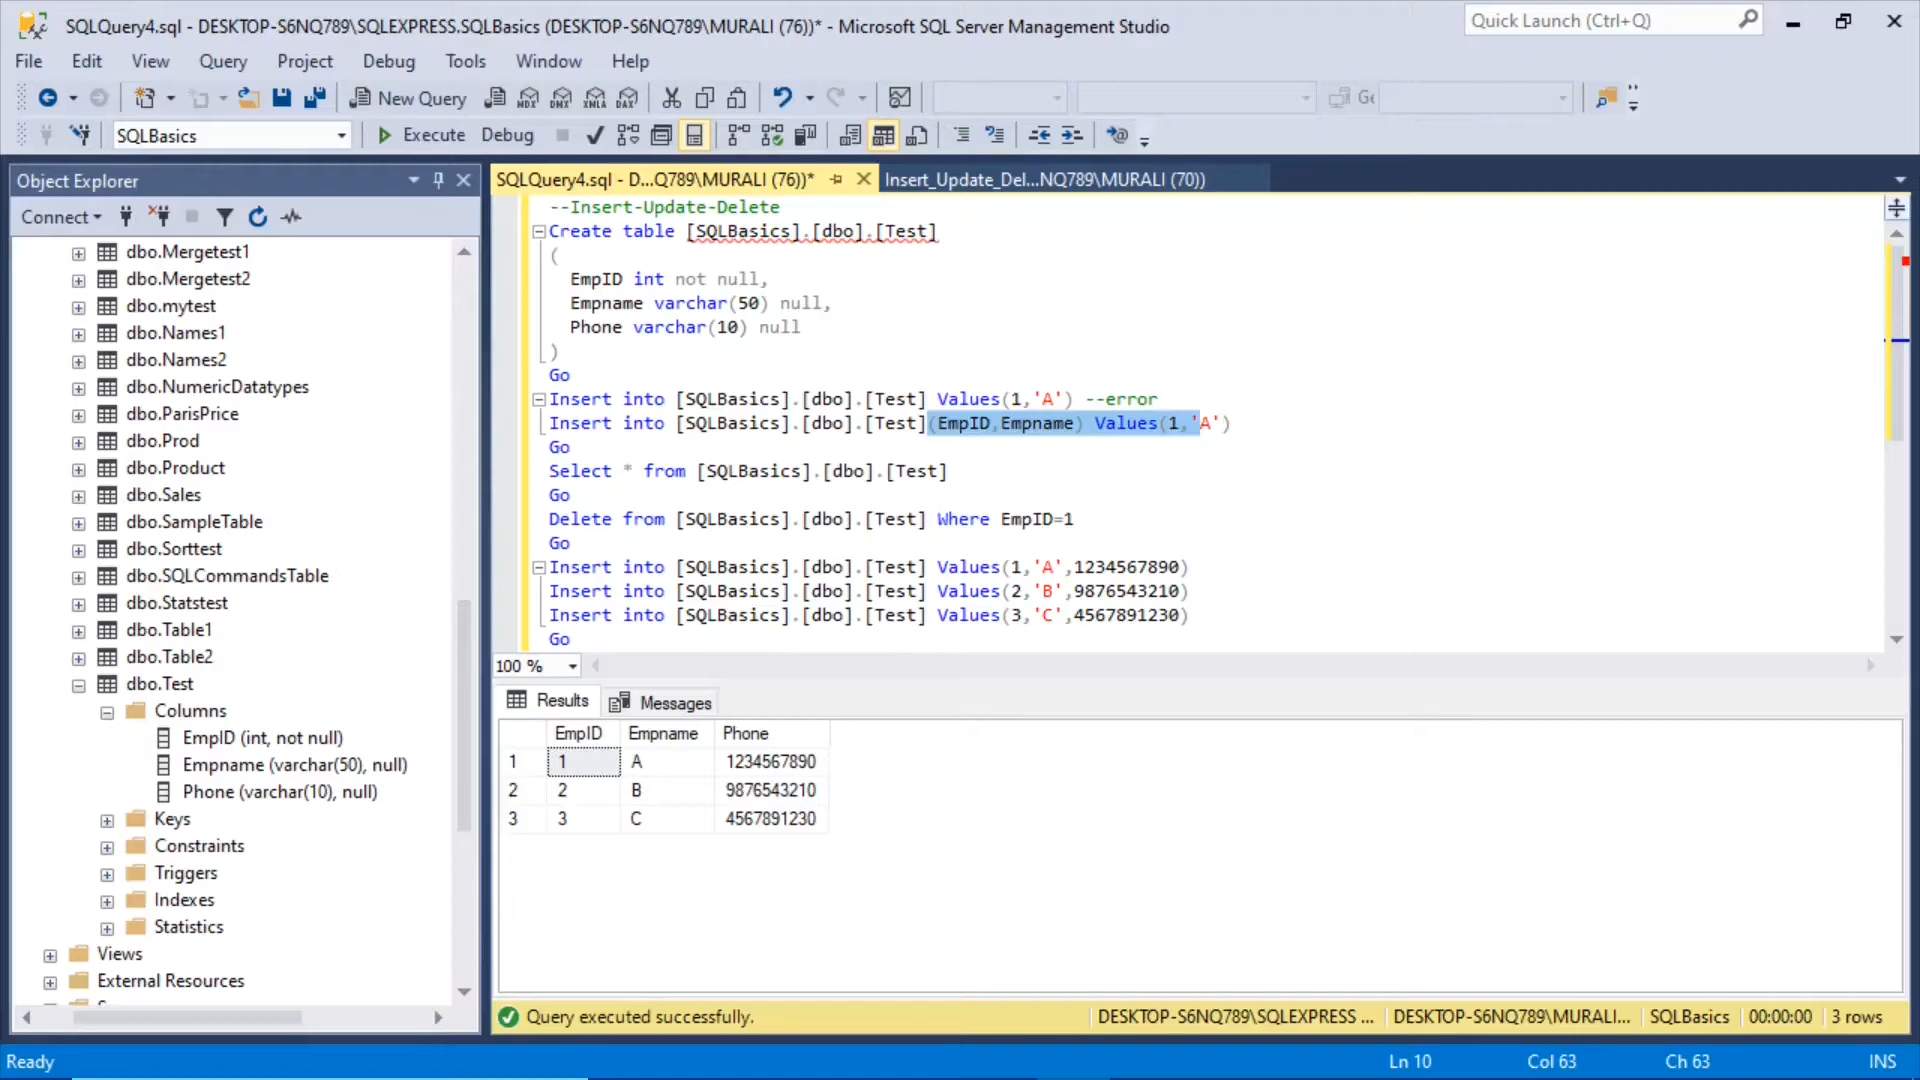 SQLQuery4.sql - DESKTOP-S6NQ789\SQLEXPRESS.SQLBasics (DESKTOP-S6NQ789\MURALI (76))* - Microsoft SQL Server Management Studio
Quick Launch (Ctrl+Q)
File Edit View Query Project Debug Tools Window Help
New Query MDX DMX XMLA DAX
SQLBasics Execute Debug
Object Explorer
SQLQuery4.sql - D...Q789\MURALI (76))* Insert_Update_Del...NQ789\MURALI (70))
Connect
dbo.Mergetest1
dbo.Mergetest2
dbo.mytest
dbo.Names1
dbo.Names2
dbo.NumericDatatypes
dbo.ParisPrice
dbo.Prod
dbo.Product
dbo.Sales
dbo.SampleTable
dbo.Sorttest
dbo.SQLCommandsTable
dbo.Statstest
dbo.Table1
dbo.Table2
dbo.Test
Columns
EmpID (int, not null)
Empname (varchar(50), null)
Phone (varchar(10), null)
Keys
Constraints
Triggers
Indexes
Statistics
Views
External Resources
--Insert-Update-Delete
Create table [SQLBasics].[dbo].[Test]
(
EmpID int not null,
Empname varchar(50) null,
Phone varchar(10) null
)
Go
Insert into [SQLBasics].[dbo].[Test] Values(1,'A') --error
Insert into [SQLBasics].[dbo].[Test](EmpID,Empname) Values(1,'A')
Go
Select * from [SQLBasics].[dbo].[Test]
Go
Delete from [SQLBasics].[dbo].[Test] Where EmpID=1
Go
Insert into [SQLBasics].[dbo].[Test] Values(1,'A',1234567890)
Insert into [SQLBasics].[dbo].[Test] Values(2,'B',9876543210)
Insert into [SQLBasics].[dbo].[Test] Values(3,'C',4567891230)
Go
100 %
Results Messages
EmpID Empname Phone
1 1 A 1234567890
2 2 B 9876543210
3 3 C 4567891230
Query executed successfully. DESKTOP-S6NQ789\SQLEXPRESS ... DESKTOP-S6NQ789\MURALI... SQLBasics 00:00:00 3 rows
Ready Ln 10 Col 63 Ch 63 INS